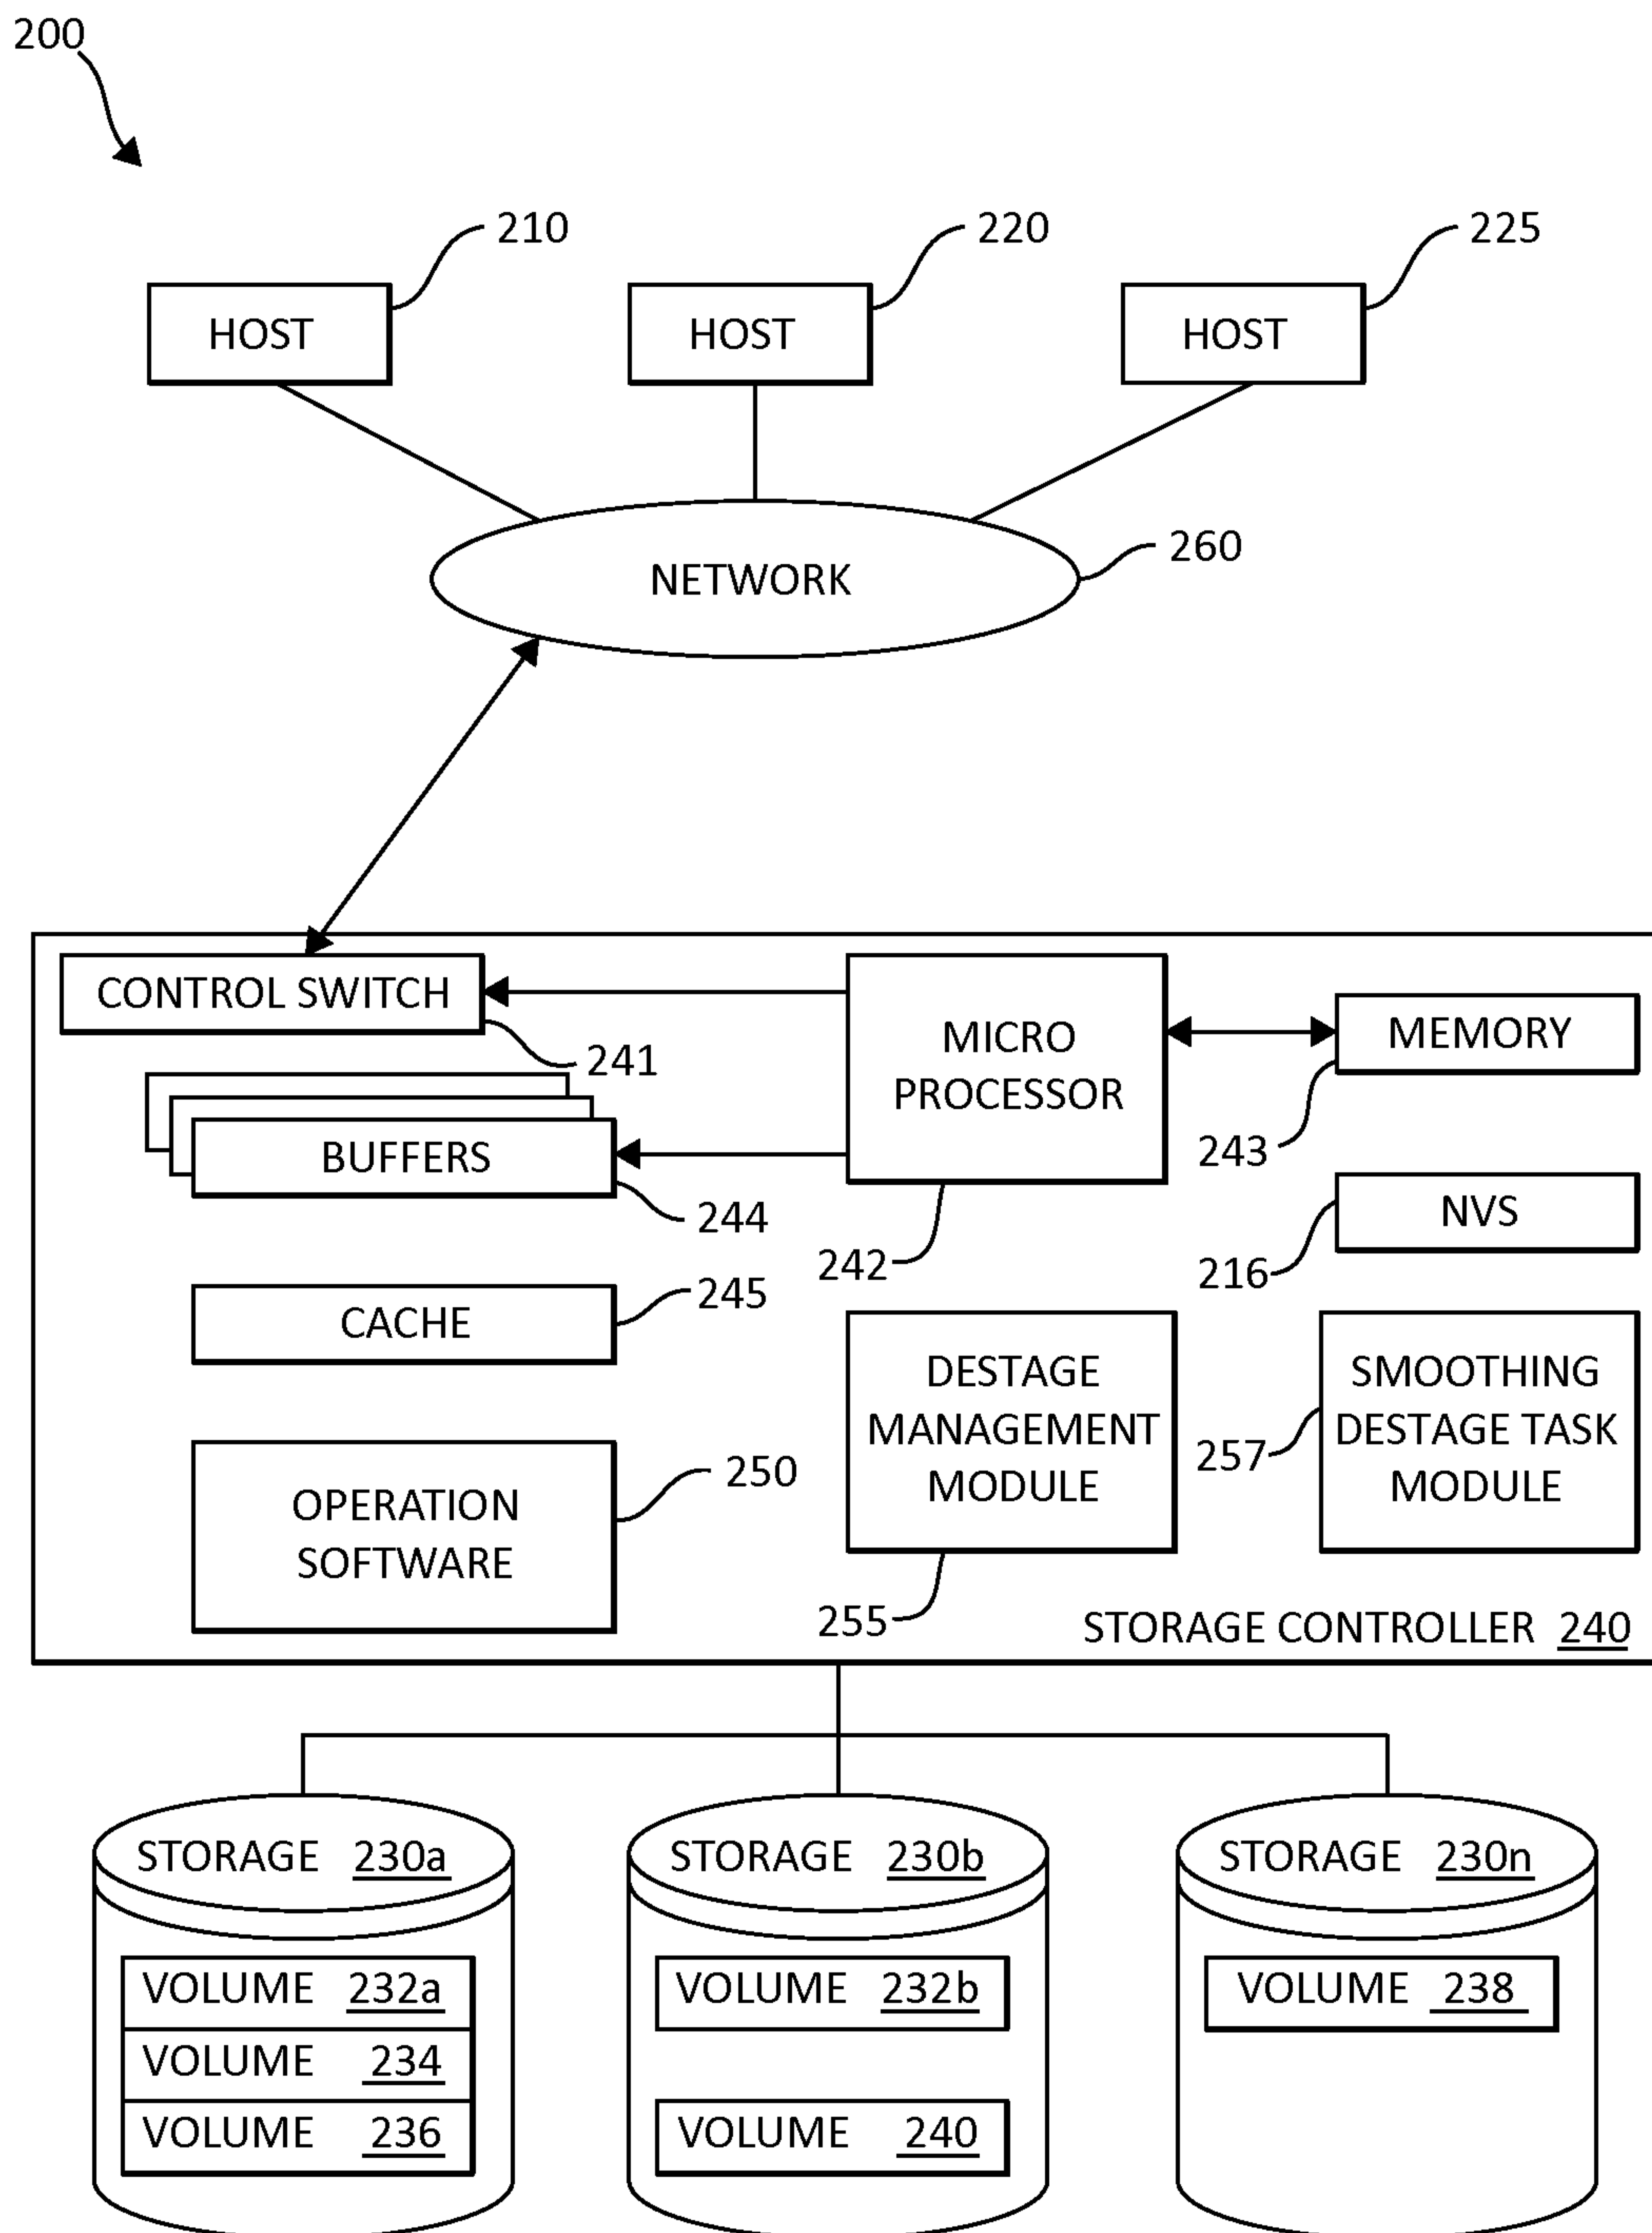 200
210
220
225
HOST
HOST
HOST
260
NETWORK
CONTROL SWITCH
241
MICRO
PROCESSOR
MEMORY
243
BUFFERS
244
242
NVS
216
245
CACHE
DESTAGE
MANAGEMENT
MODULE
255
SMOOTHING
DESTAGE TASK
MODULE
257
250
OPERATION
SOFTWARE
STORAGE CONTROLLER 240
STORAGE 230a
VOLUME 232a
VOLUME 234
VOLUME 236
STORAGE 230b
VOLUME 232b
VOLUME 240
STORAGE 230n
VOLUME 238